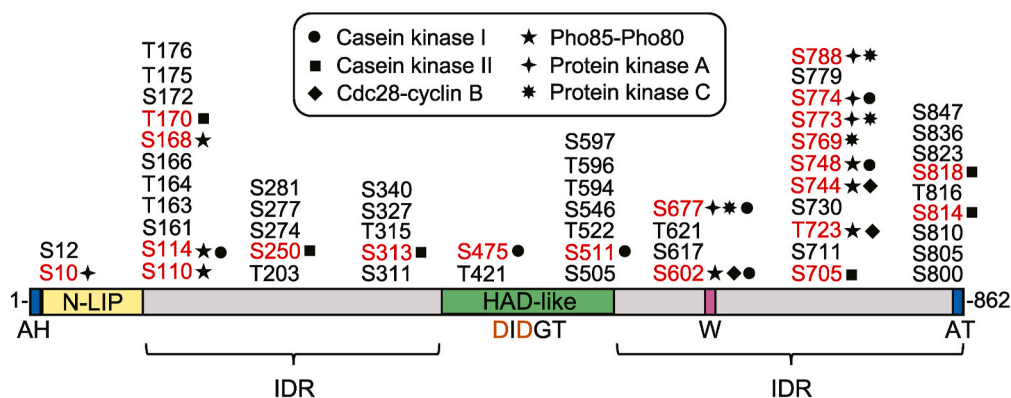 Casein kinase I
Pho85-Pho80
Casein kinase II
Protein kinase A
Cdc28-cyclin B
Protein kinase C
S12
S10
T176
T175
S172
T170
S168
S166
T164
T163
S161
S114
S110
S281
S277
S274
S250
T203
S340
S327
T315
S313
S311
S475
T421
S597
T596
T594
S546
T522
S511
S505
S677
T621
S617
S602
S788
S779
S774
S773
S769
S748
S744
S730
T723
S711
S705
S847
S836
S823
S818
T816
S814
S810
S805
S800
1- N-LIP HAD-like -862
AH DIDGT W AT
IDR IDR